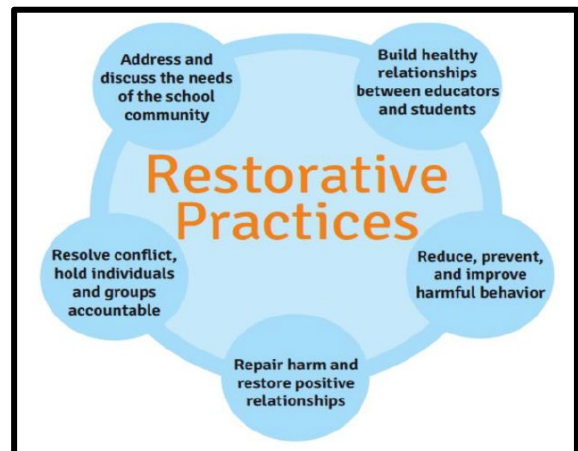 Address and
discuss the needs
of the school
community
Build healthy
relationships
between educators
and students
Restorative
Practices
Resolve conflict,
hold individuals
and groups
accountable
Reduce, prevent,
and improve
harmful behavior
Repair harm and
restore positive
relationships